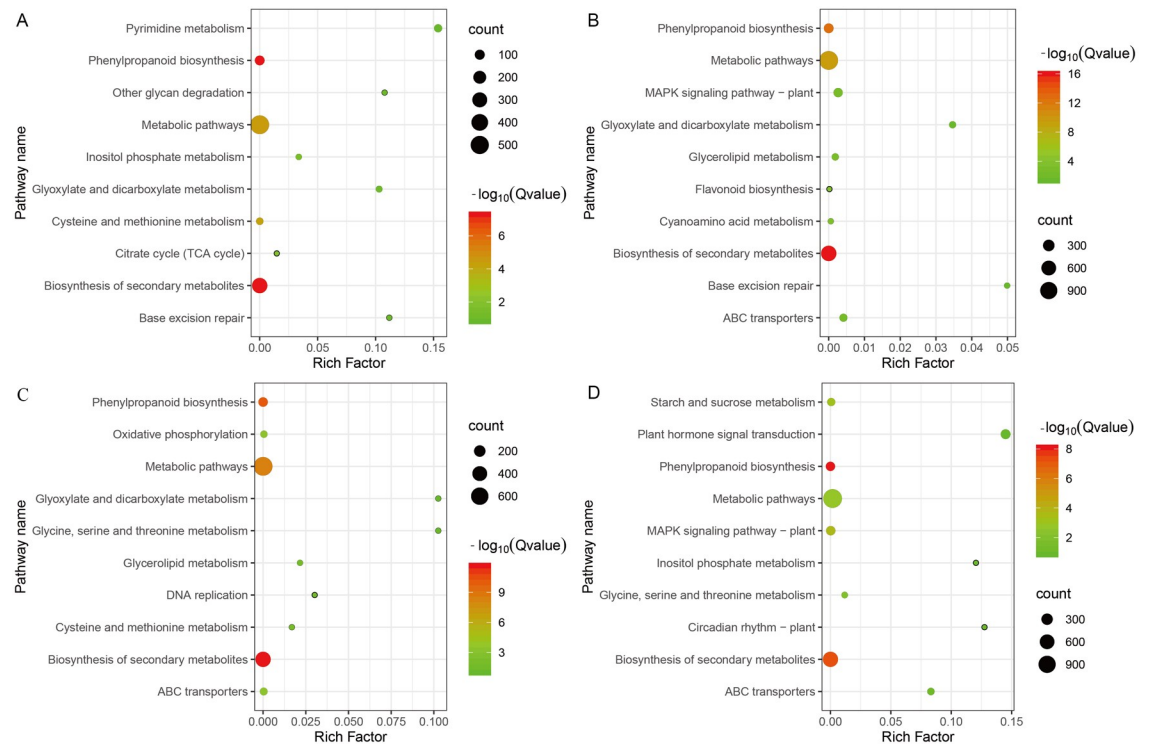 A
Pathway name
Pyrimidine metabolism
Phenylpropanoid biosynthesis
Other glycan degradation
Metabolic pathways
Inositol phosphate metabolism
Glyoxylate and dicarboxylate metabolism
Cysteine and methionine metabolism
Citrate cycle (TCA cycle)
Biosynthesis of secondary metabolites
Base excision repair
0.00 0.05 0.10 0.15
Rich Factor
count
100
200
300
400
500
-log10(Qvalue)
6
4
2
B
Pathway name
Phenylpropanoid biosynthesis
Metabolic pathways
MAPK signaling pathway − plant
Glyoxylate and dicarboxylate metabolism
Glycerolipid metabolism
Flavonoid biosynthesis
Cyanoamino acid metabolism
Biosynthesis of secondary metabolites
Base excision repair
ABC transporters
0.00 0.01 0.02 0.03 0.04 0.05
Rich Factor
-log10(Qvalue)
16
12
8
4
count
300
600
900
C
Pathway name
Phenylpropanoid biosynthesis
Oxidative phosphorylation
Metabolic pathways
Glyoxylate and dicarboxylate metabolism
Glycine, serine and threonine metabolism
Glycerolipid metabolism
DNA replication
Cysteine and methionine metabolism
Biosynthesis of secondary metabolites
ABC transporters
0.000 0.025 0.050 0.075 0.100
Rich Factor
count
200
400
600
-log10(Qvalue)
9
6
3
D
Pathway name
Starch and sucrose metabolism
Plant hormone signal transduction
Phenylpropanoid biosynthesis
Metabolic pathways
MAPK signaling pathway − plant
Inositol phosphate metabolism
Glycine, serine and threonine metabolism
Circadian rhythm − plant
Biosynthesis of secondary metabolites
ABC transporters
0.00 0.05 0.10 0.15
Rich Factor
-log10(Qvalue)
8
6
4
2
count
300
600
900